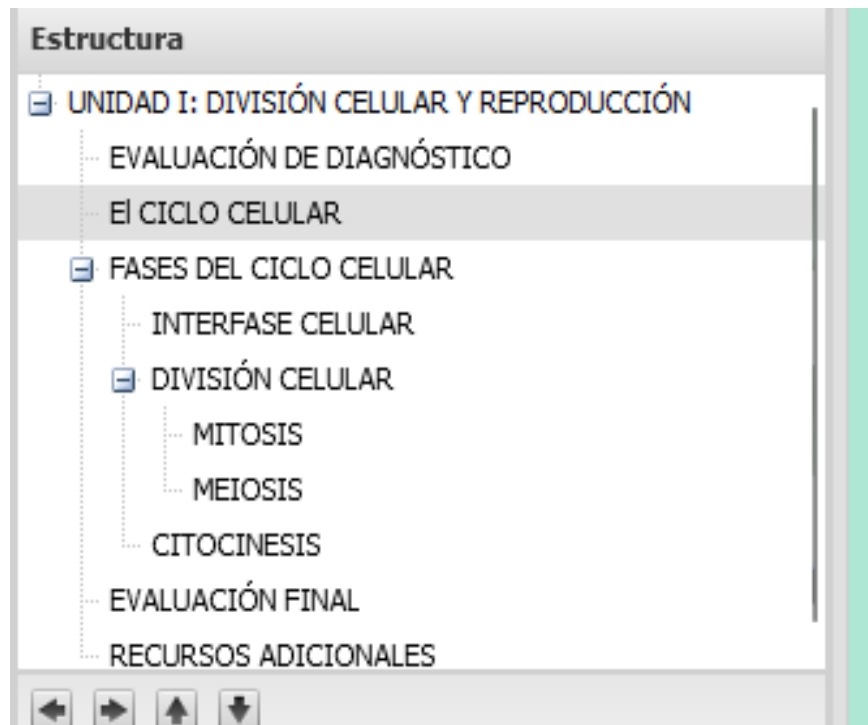 Estructura
UNIDAD I: DIVISIÓN CELULAR Y REPRODUCCIÓN
EVALUACIÓN DE DIAGNÓSTICO
El CICLO CELULAR
FASES DEL CICLO CELULAR
INTERFASE CELULAR
DIVISIÓN CELULAR
MITOSIS
MEIOSIS
CITOCINESIS
EVALUACIÓN FINAL
RECURSOS ADICIONALES